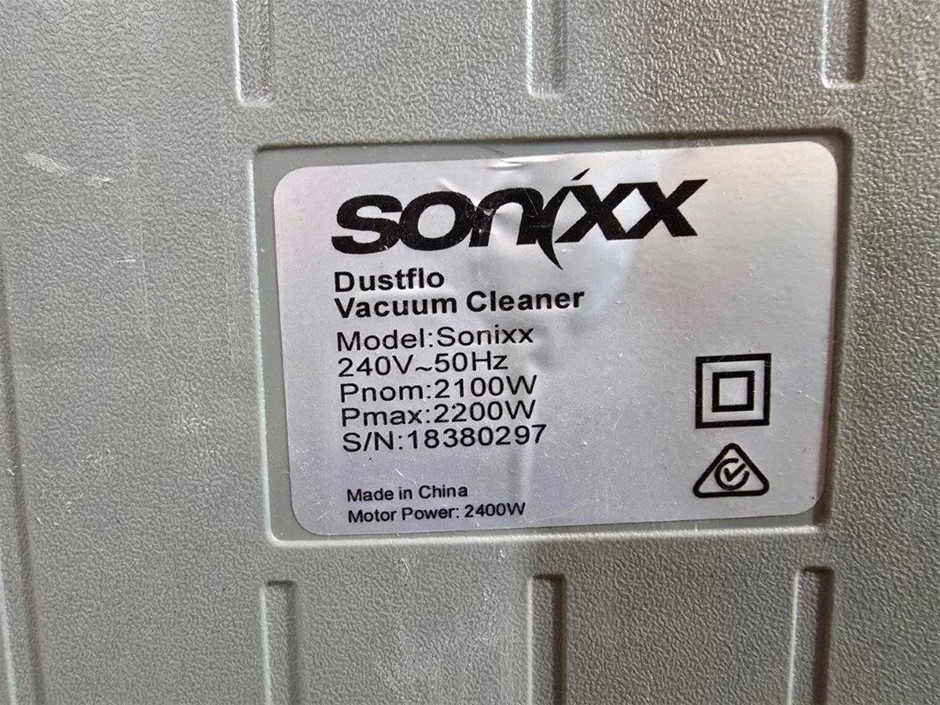 sonixx
Dustflo
Vacuum Cleaner
Model:Sonixx
240V~50Hz
Pnom:2100W
Pmax:2200W
S/N:18380297
Made in China
Motor Power: 2400W